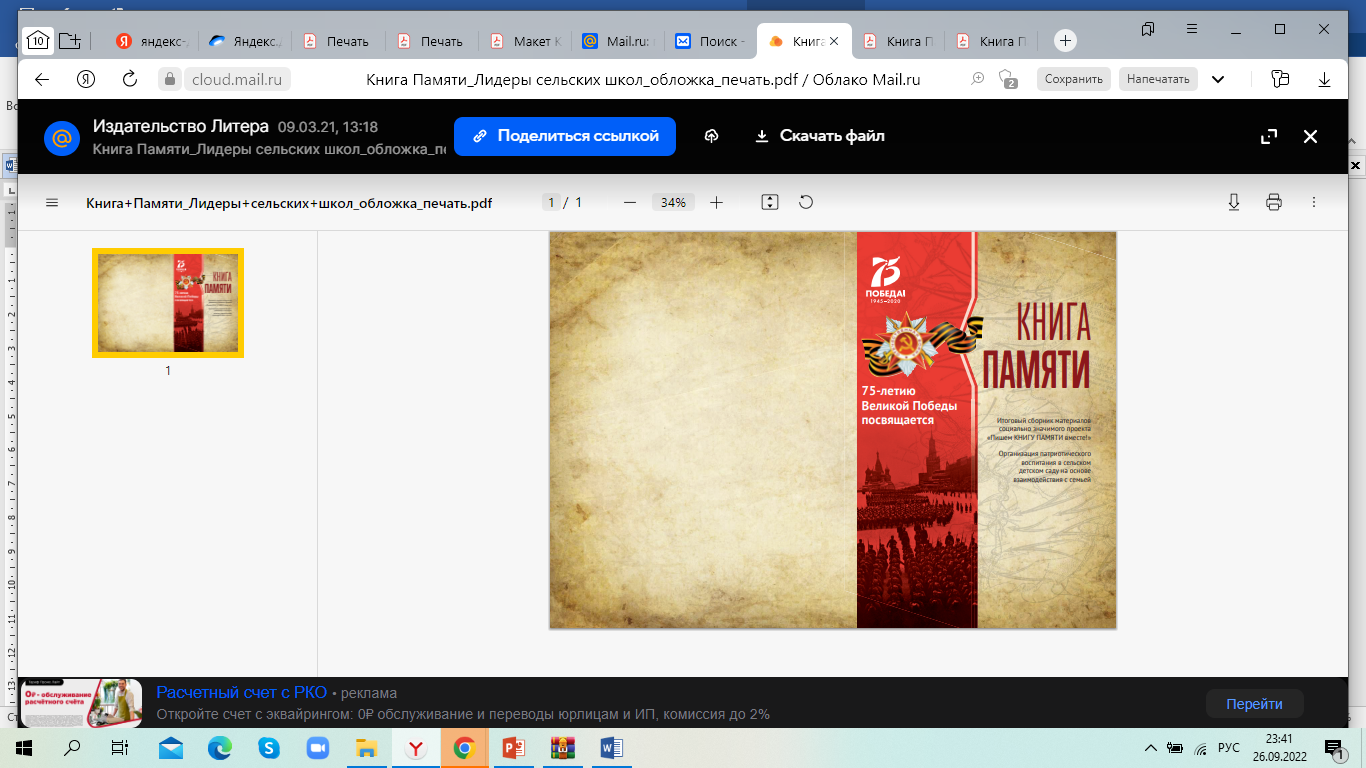 10
яндекс-
Яндекс.
Печать
Печать
Макет К
Mail.ru:
Поиск -
Книга
Книга П
Книга П
cloud.mail.ru
Книга Памяти_Лидеры сельских школ_обложка_печать.pdf / Облако Mail.ru
2
Сохранить
Напечатать
Издательство Литера 09.03.21, 13:18
Книга Памяти_Лидеры сельских школ_обложка_пе
Поделиться ссылкой
Скачать файл
Книга+Памяти_Лидеры+сельских+школ_обложка_печать.pdf
1 / 1
34%
1
75
ПОБЕДА!
1945–2020
75-летию
Великой Победы
посвящается
КНИГА
ПАМЯТИ
Итоговый сборник материалов
социально значимого проекта
«Пишем КНИГУ ПАМЯТИ вместе!»
Организация патриотического
воспитания в сельском
детском саду на основе
взаимодействия с семьей
0₽ - обслуживание
расчётного счёта
Расчетный счет с РКО • реклама
Откройте счет с эквайрингом: 0₽ обслуживание и переводы юрлицам и ИП, комиссия до 2%
Перейти
РУС
23:41
26.09.2022
1